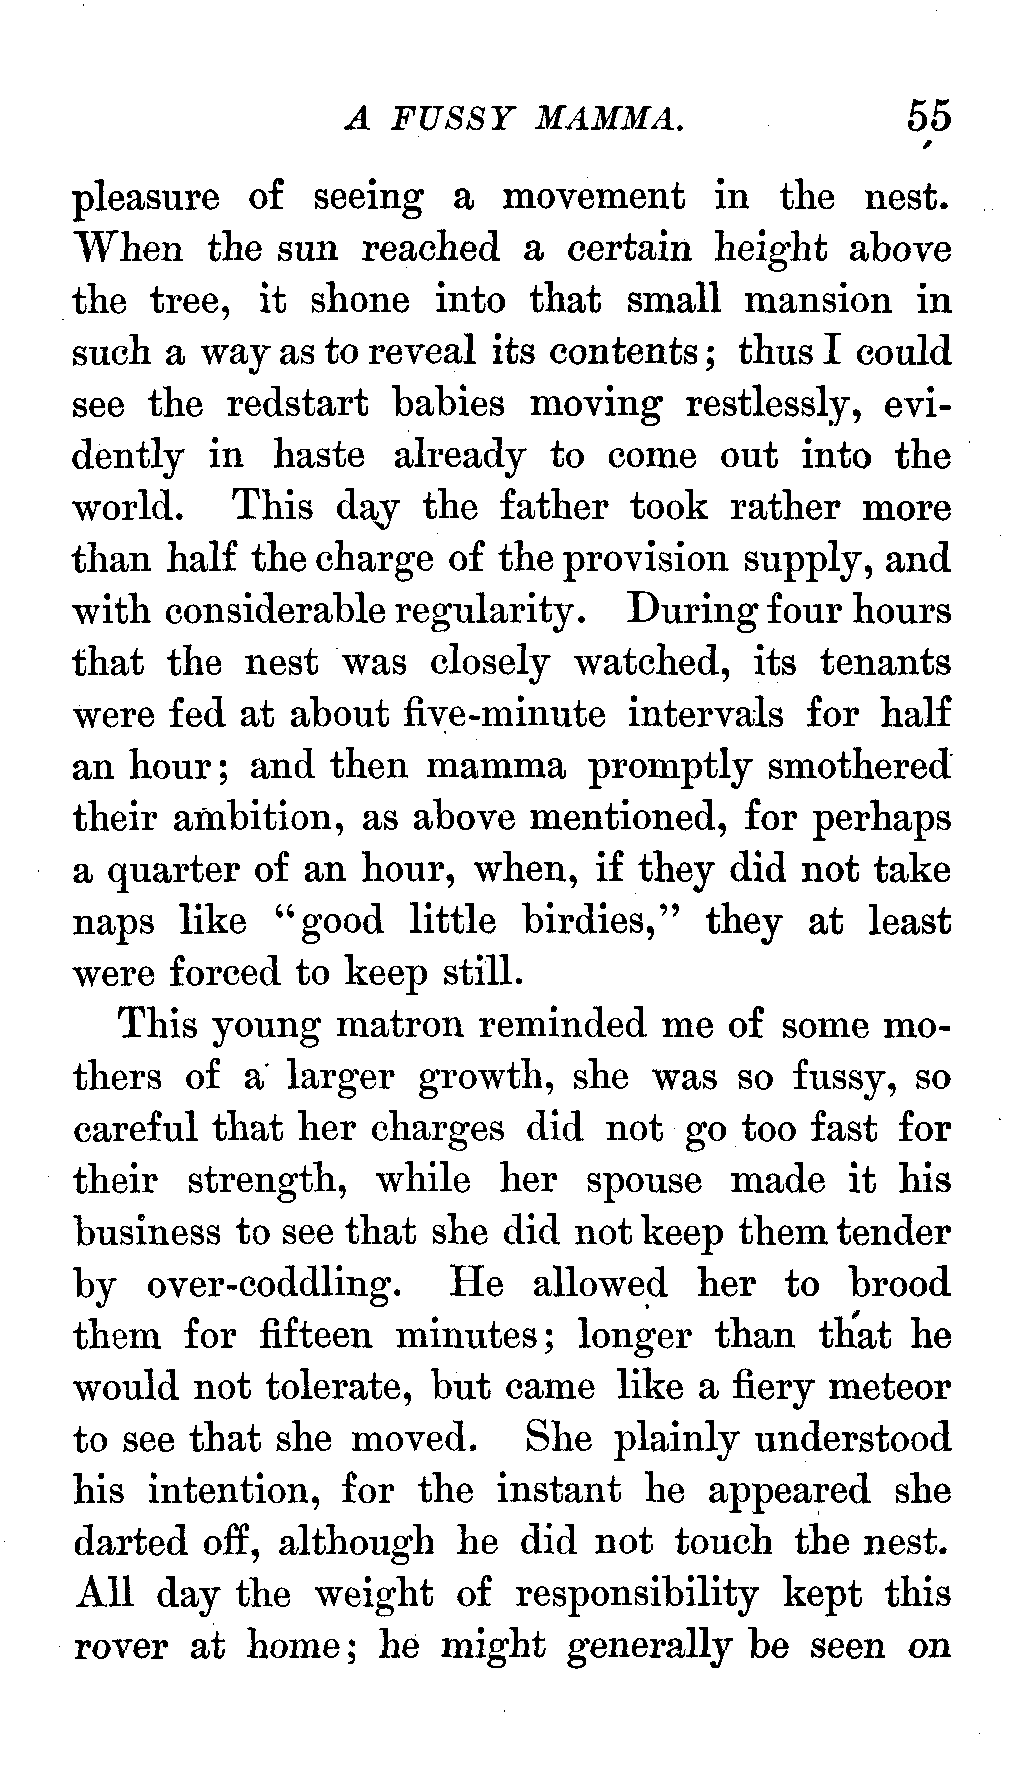 A FUSSY MAMMA. 55
pleasure of seeing a movement in the nest.
When the sun reached a certain height above
the tree, it shone into that small mansion in
such a way as to reveal its contents; thus I could
see the redstart babies moving restlessly, evi-
dently in haste already to come out into the
world. This day the father took rather more
than half the charge of the provision supply, and
with considerable regularity. During four hours
that the nest was closely watched, its tenants
were fed at about five-minute intervals for half
an hour; and then mamma promptly smothered
their ambition, as above mentioned, for perhaps
a quarter of an hour, when, if they did not take
naps like "good little birdies," they at least
were forced to keep still.
This young matron reminded me of some mo-
thers of a larger growth, she was so fussy, so
careful that her charges did not go too fast for
their strength, while her spouse made it his
business to see that she did not keep them tender
by over-coddling. He allowed her to brood
them for fifteen minutes; longer than that he
would not tolerate, but came like a fiery meteor
to see that she moved. She plainly understood
his intention, for the instant he appeared she
darted off, although he did not touch the nest.
All day the weight of responsibility kept this
rover at home; he might generally be seen on